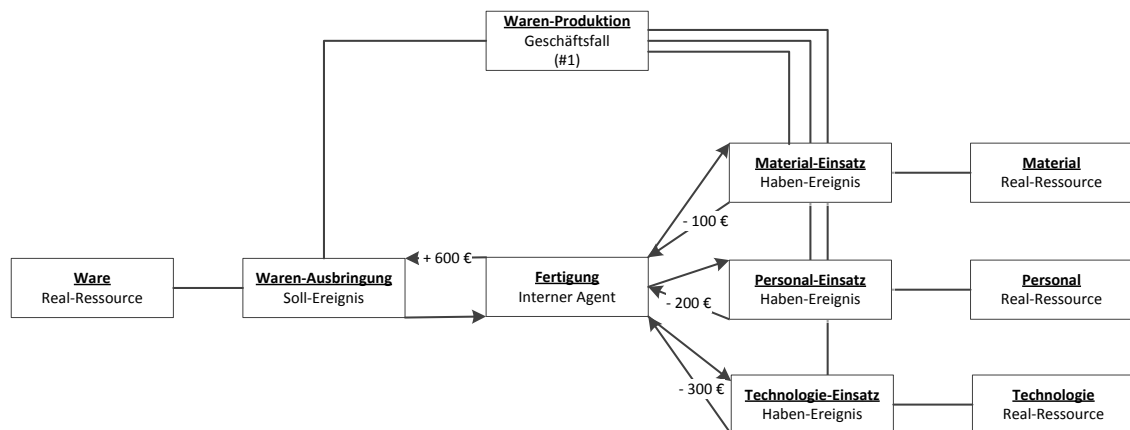 Waren-Produktion
Geschäftsfall
(#1)
Material-Einsatz
Haben-Ereignis
Material
Real-Ressource
- 100 €
+ 600 €
Ware
Real-Ressource
Waren-Ausbringung
Soll-Ereignis
Fertigung
Interner Agent
Personal-Einsatz
Haben-Ereignis
Personal
Real-Ressource
- 200 €
- 300 €
Technologie-Einsatz
Haben-Ereignis
Technologie
Real-Ressource